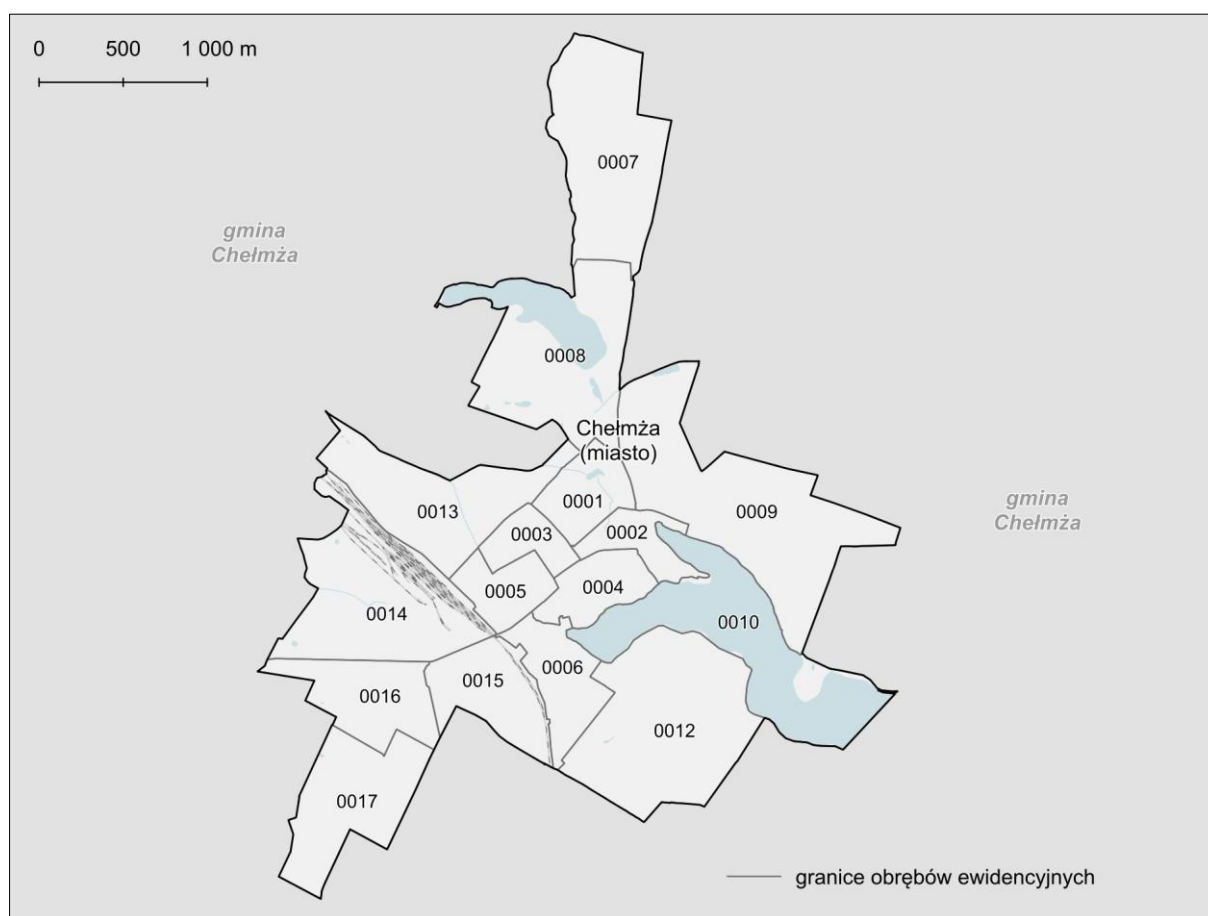 0 500 1 000 m
0007
gmina
Chełmża
0008
Chełmża
(miasto)
0001
gmina
Chełmża
0013
0009
0003
0002
0005
0004
0014
0010
0006
0015
0016
0012
0017
granice obrębów ewidencyjnych